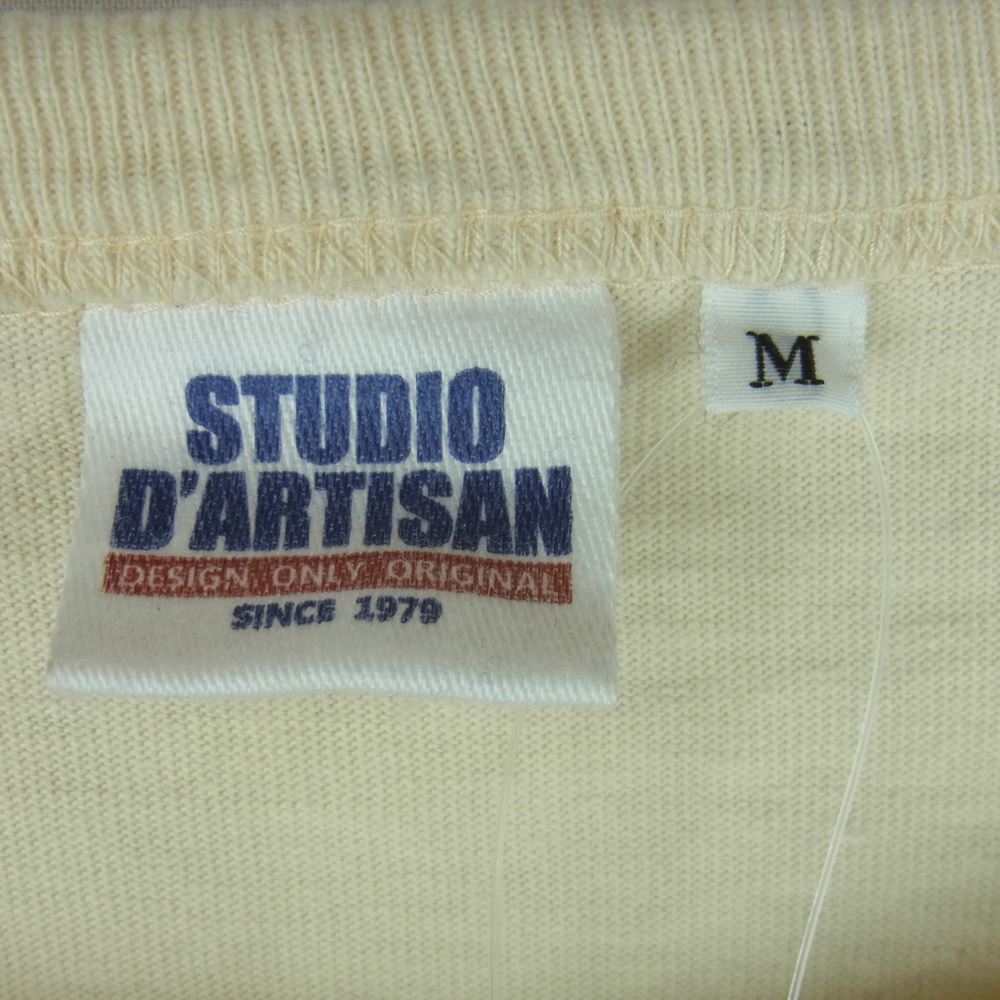 STUDIO
D'ARTISAN
DESIGN, ONLY ORIGINAL
SINCE 1979
M